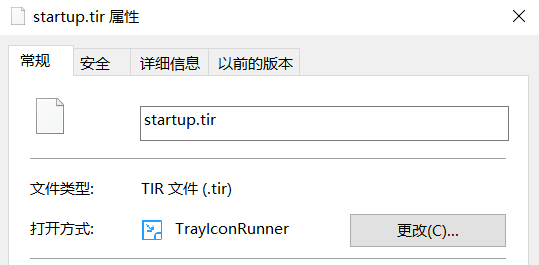 startup.tir 属性
常规 安全 详细信息 以前的版本
startup.tir
文件类型: TIR 文件 (.tir)
打开方式: TrayIconRunner 更改(C)...